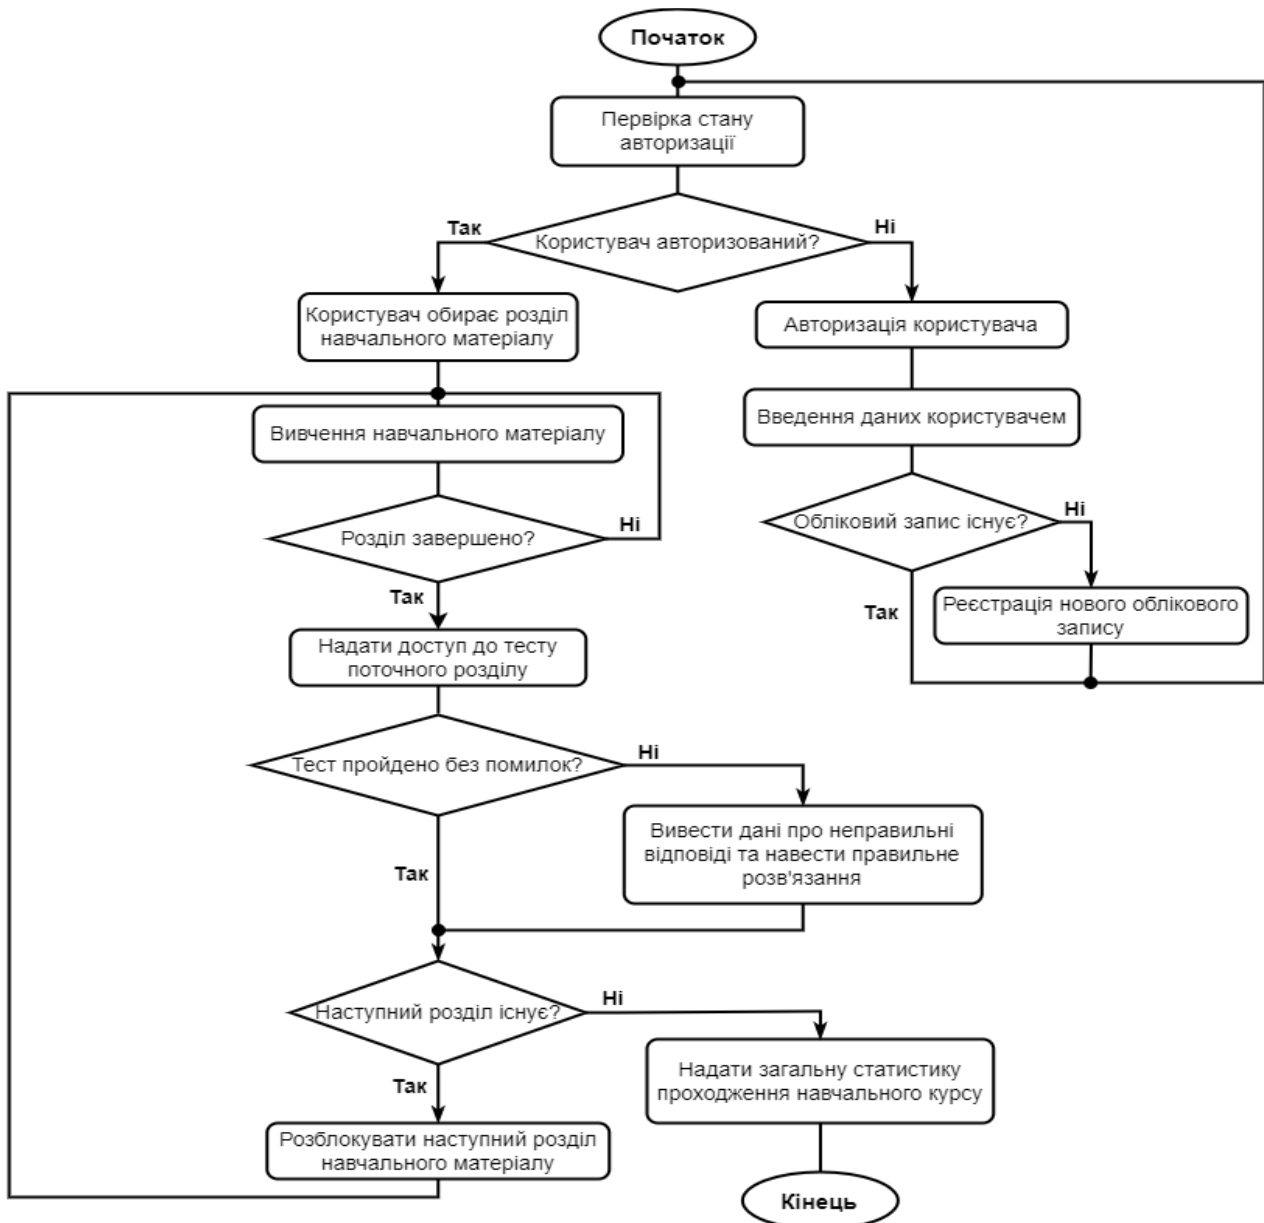 Початок
Первірка стану
авторизації
Користувач авторизований?
Так
Ні
Користувач обирає розділ
навчального матеріалу
Авторизація користувача
Вивчення навчального матеріалу
Введення даних користувачем
Розділ завершено?
Ні
Так
Обліковий запис існує?
Ні
Так
Реєстрація нового облікового
запису
Надати доступ до тесту
поточного розділу
Тест пройдено без помилок?
Ні
Так
Вивести дані про неправильні
відповіді та навести правильне
розв'язання
Наступний розділ існує?
Ні
Так
Надати загальну статистику
проходження навчального курсу
Розблокувати наступний розділ
навчального матеріалу
Кінець